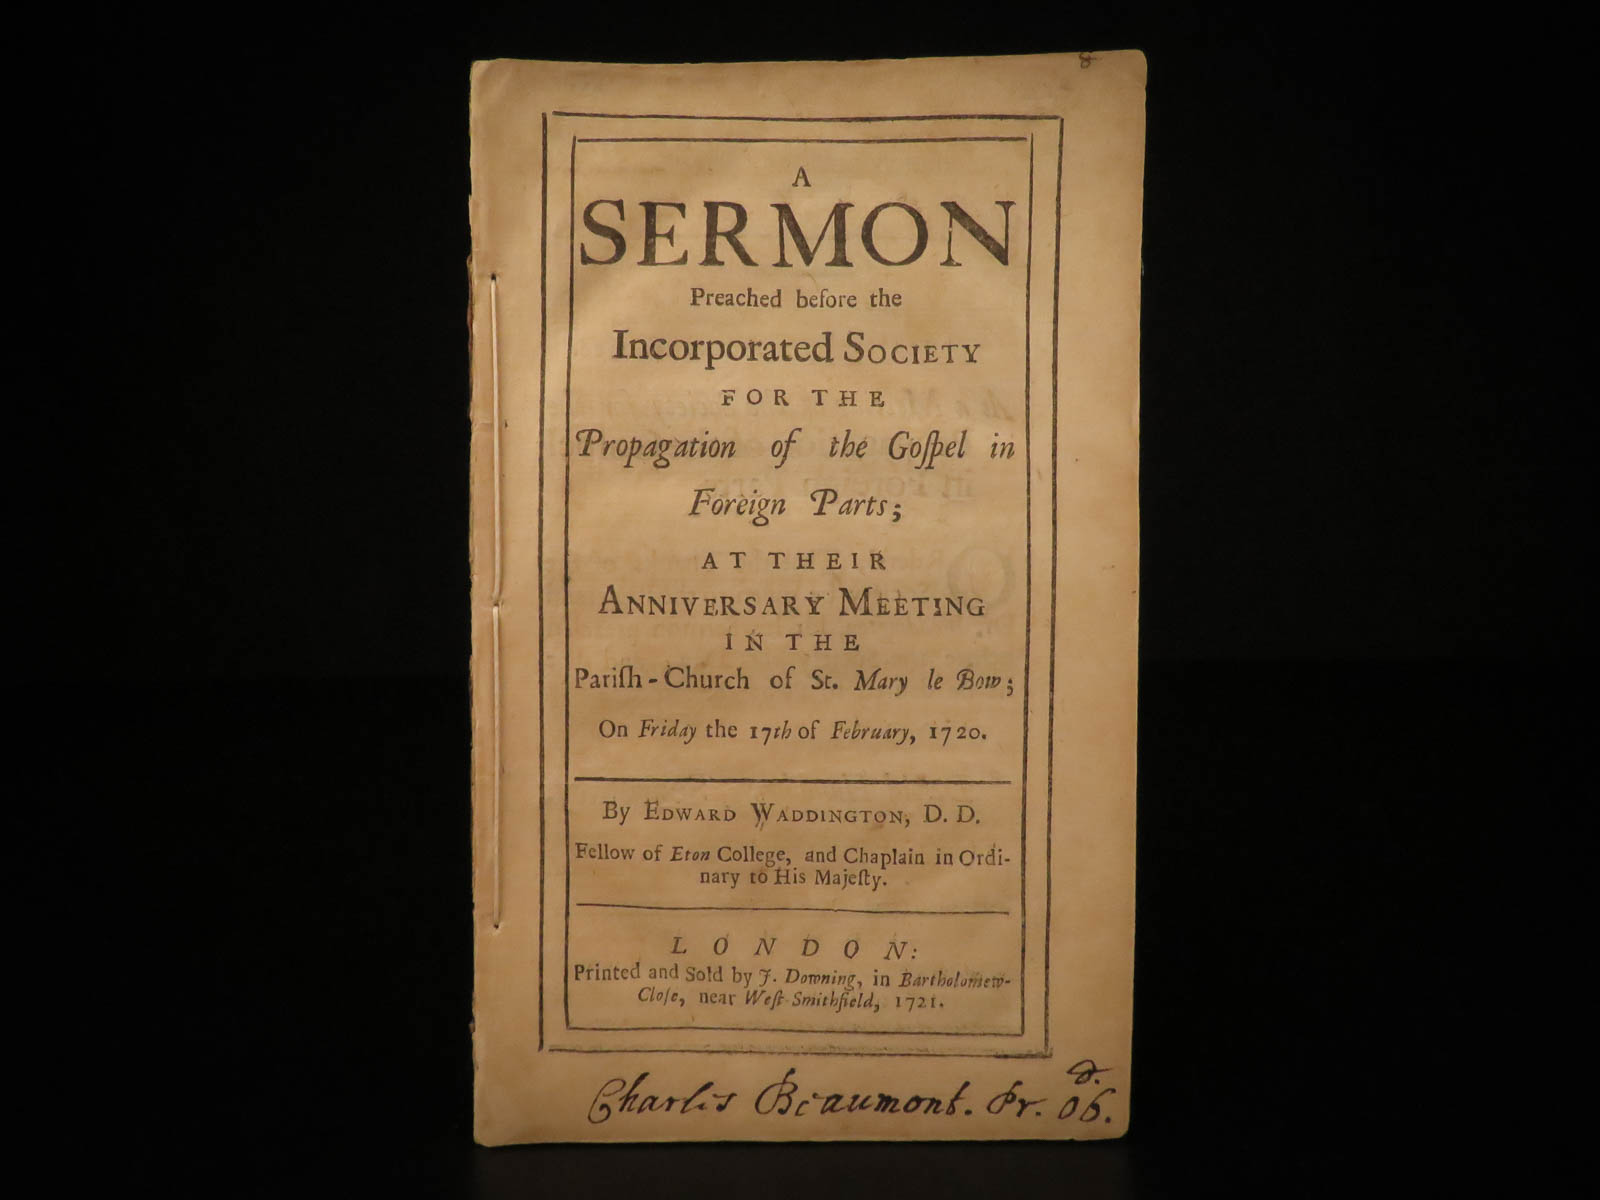 8
A
SERMON
Preached before the
Incorporated SOCIETY
FOR THE
Propagation of the Goſpel in
Foreign Parts;
AT THEIR
ANNIVERSARY MEETING
IN THE
Pariſh-Church of St. Mary le Bow;
On Friday the 17th of February, 1720.
By EDWARD WADDINGTON, D. D.
Fellow of Eton College, and Chaplain in Ordi-
nary to His Majeſty.
LONDON:
Printed and Sold by J. Downing, in Bartholomew-
Cloſe, near Weſt-Smithfield, 1721.
d.
Charles Beaumont. Pr. 06.